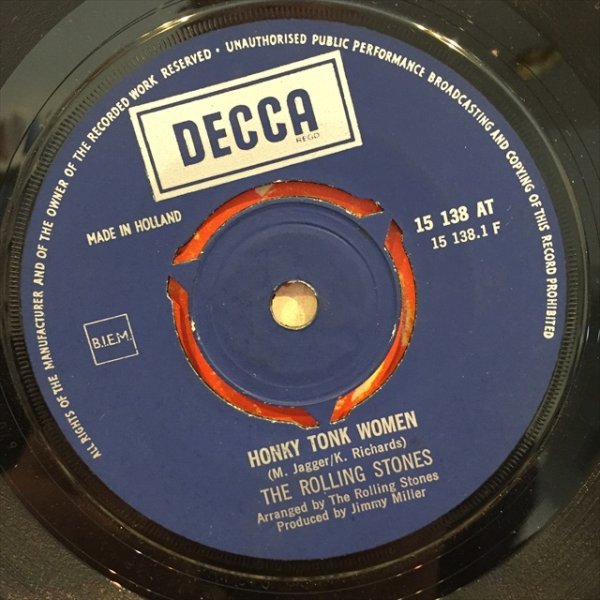 ALL RIGHTS OF THE MANUFACTURER AND OF THE OWNER OF THE RECORDED WORK RESERVED • UNAUTHORISED PUBLIC PERFORMANCE BROADCASTING AND COPYING OF THIS RECORD PROHIBITED
DECCA
REGD
MADE IN HOLLAND
15 138 AT
15 138.1 F
B.I.E.M.
HONKY TONK WOMEN
(M. Jagger/K. Richards)
THE ROLLING STONES
Arranged by The Rolling Stones
Produced by Jimmy Miller